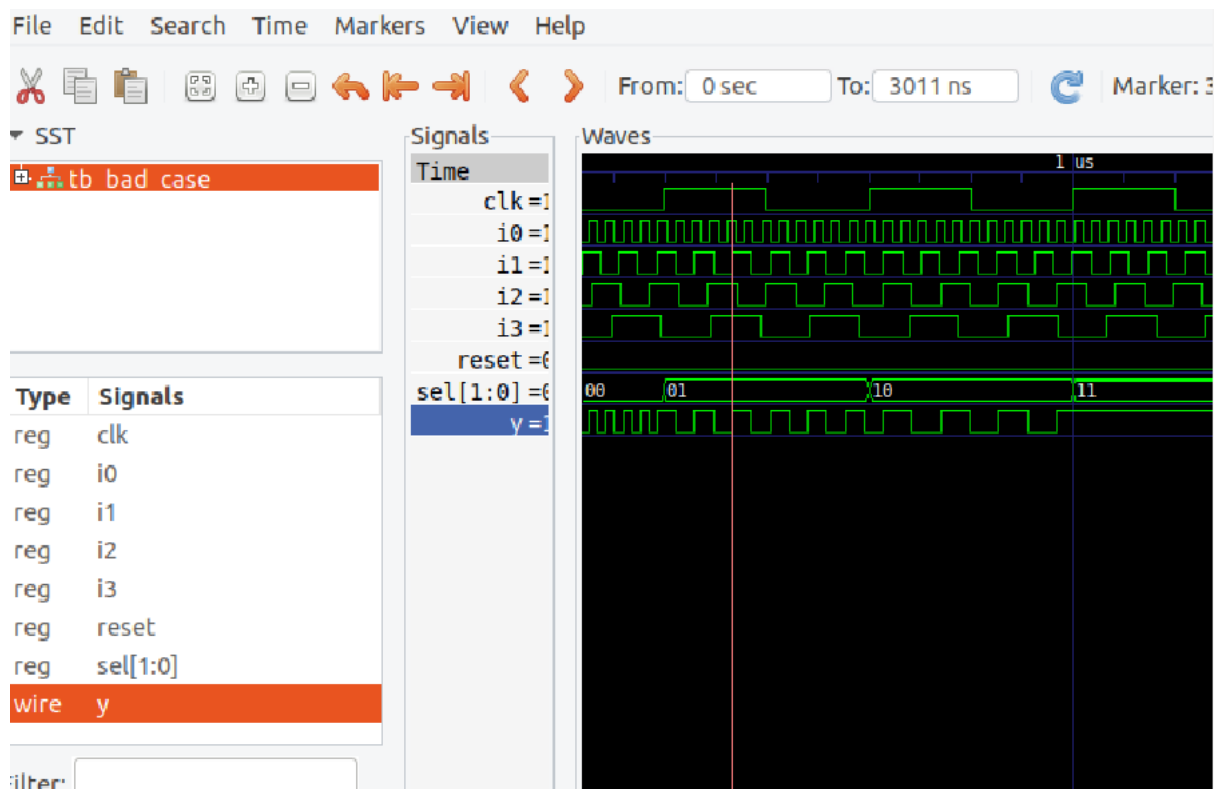 File Edit Search Time Markers View Help
From: 0 sec To: 3011 ns Marker: 3
SST
tb_bad_case
Type Signals
reg clk
reg i0
reg i1
reg i2
reg i3
reg reset
reg sel[1:0]
wire y
Filter:
Signals
Time
clk=1
i0=1
i1=1
i2=1
i3=1
reset=0
sel[1:0]=0
y=1
Waves
1 us
00 01 10 11